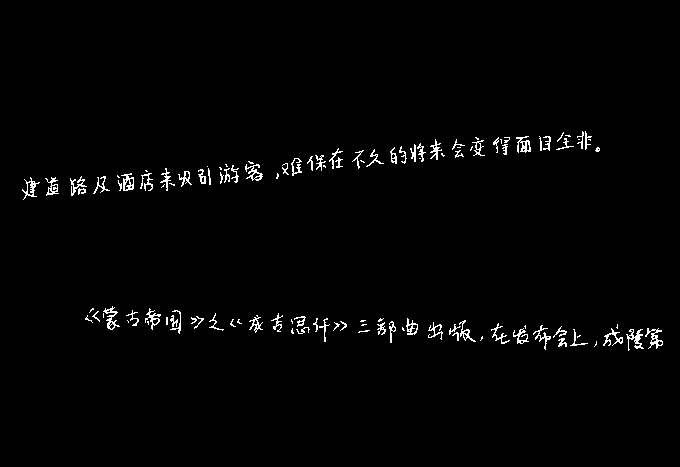 建道路及酒店来吸引游客,难保在不久的将来会变得面目全非。
《蒙古帝国》之《成吉思汗》三部曲出版,在发布会上,成陵第